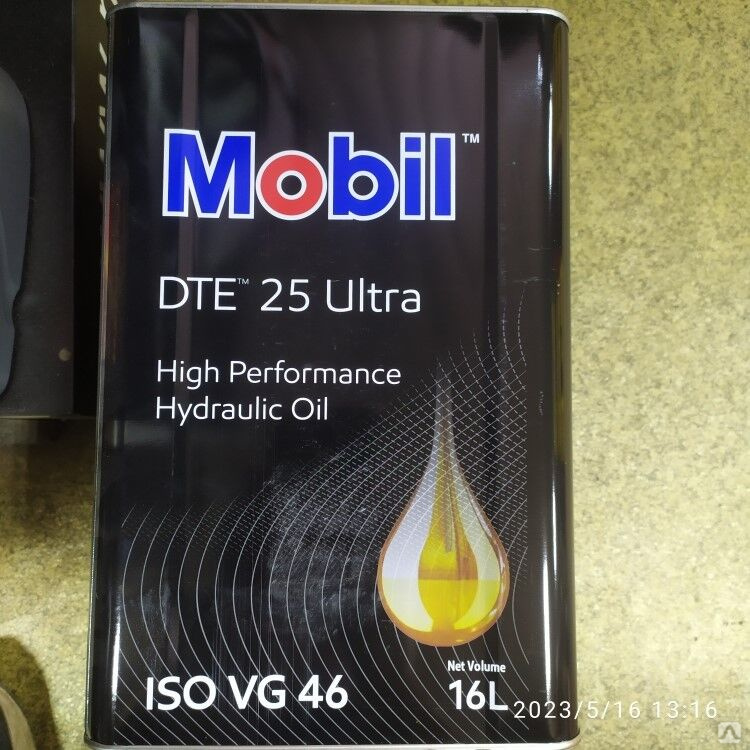 Mobil™
DTE™ 25 Ultra
High Performance
Hydraulic Oil
ISO VG 46
Net Volume
16L
2023/5/16 13:16